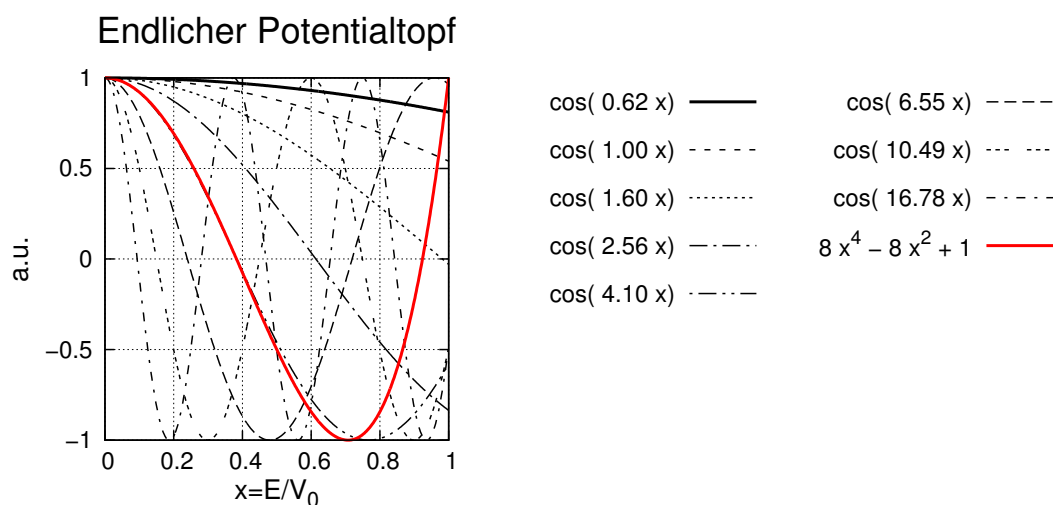 Endlicher Potentialtopf
1
0.5
0
−0.5
−1
a.u.
0 0.2 0.4 0.6 0.8 1
x=E/V₀
cos( 0.62 x)
cos( 1.00 x)
cos( 1.60 x)
cos( 2.56 x)
cos( 4.10 x)
cos( 6.55 x)
cos( 10.49 x)
cos( 16.78 x)
8 x⁴ − 8 x² + 1